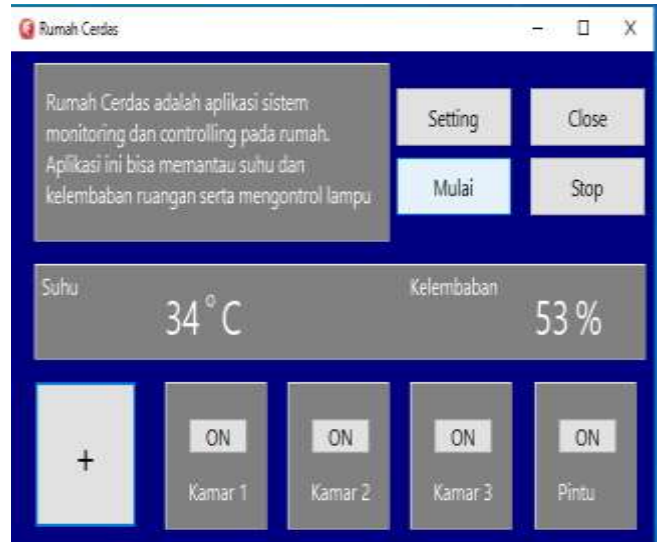 Rumah Cerdas
Rumah Cerdas adalah aplikasi sistem
monitoring dan controlling pada rumah.
Aplikasi ini bisa memantau suhu dan
kelembaban ruangan serta mengontrol lampu
Setting
Close
Mulai
Stop
Suhu
34°C
Kelembaban
53 %
+
ON
Kamar 1
ON
Kamar 2
ON
Kamar 3
ON
Pintu